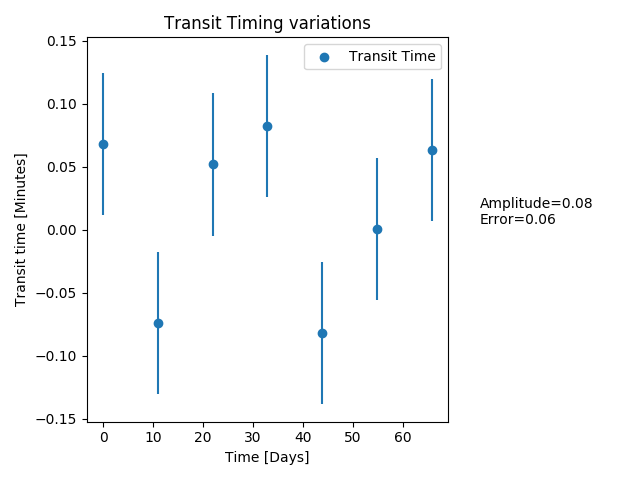 Transit Timing variations
Transit Time
0.15
0.10
0.05
0.00
−0.05
−0.10
−0.15
Transit time [Minutes]
Amplitude=0.08
Error=0.06
0 10 20 30 40 50 60
Time [Days]